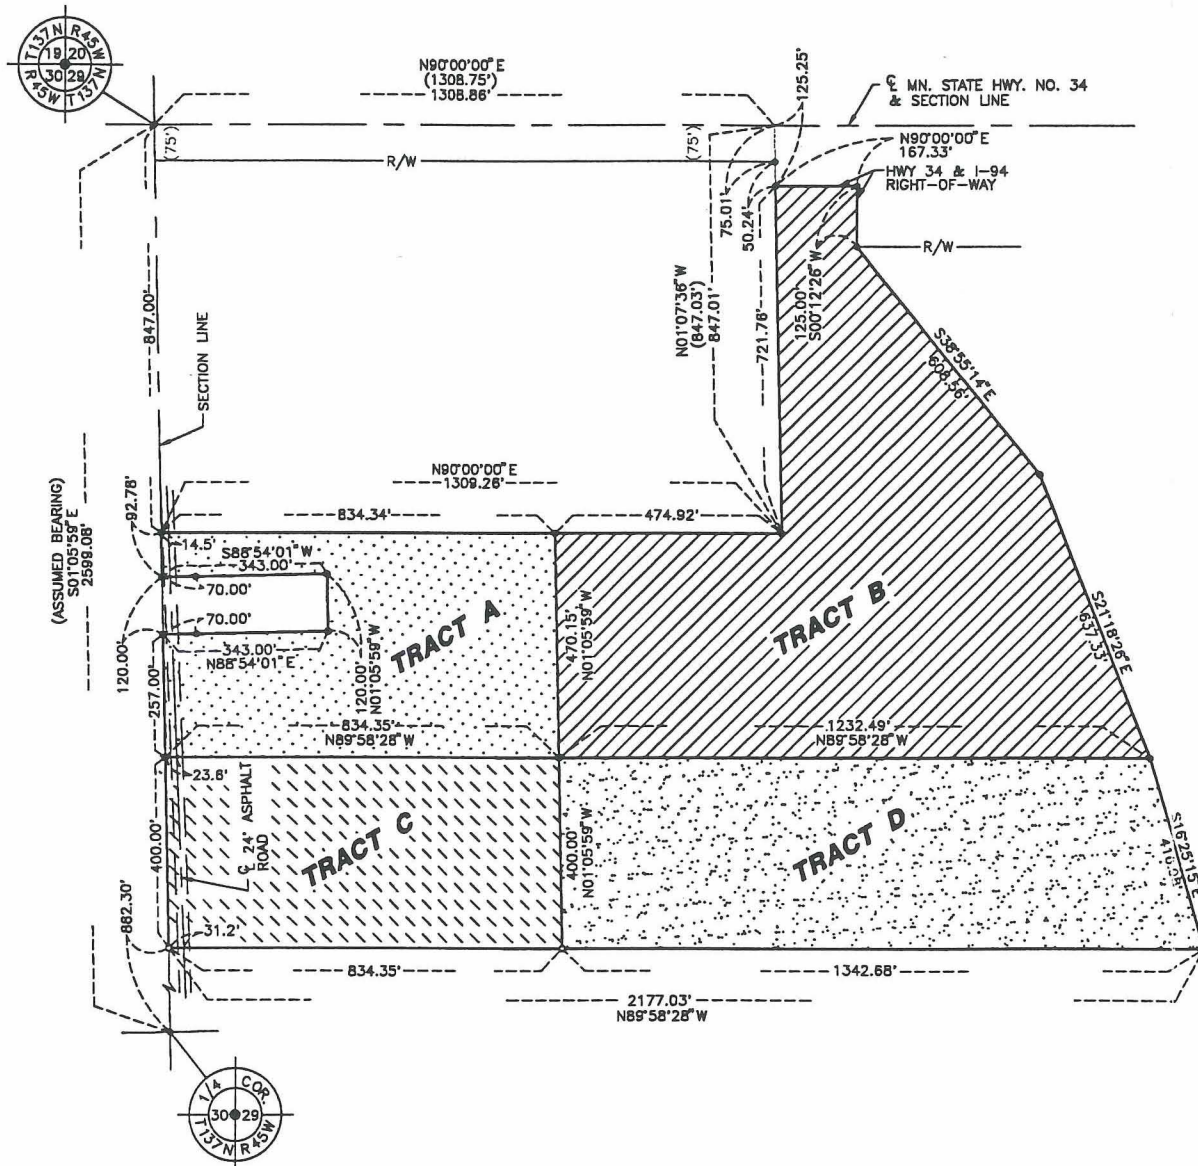 T137N R45W
19 20
30 29
R45W T137N
N90°00'00"E
(1308.75')
1308.86'
125.25'
℄ MN. STATE HWY. NO. 34
& SECTION LINE
(75')
(75')
R/W
N90°00'00"E
167.33'
HWY 34 & I-94
RIGHT-OF-WAY
75.01'
50.24'
R/W
847.00'
SECTION LINE
N01°07'36"W
(847.03')
847.01'
721.76'
125.00'
S00°12'26"W
S38°55'14"E
608.56'
N90°00'00"E
1309.26'
(ASSUMED BEARING)
S01°05'59"E
2599.08'
92.78'
834.34'
474.92'
14.5'
S88°54'01"W
343.00'
70.00'
70.00'
343.00'
N88°54'01"E
120.00'
120.00'
N01°05'59"W
TRACT A
470.15'
N01°05'59"W
TRACT B
S21°18'26"E
637.33'
257.00'
834.35'
N89°58'28"W
1232.49'
N89°58'28"W
23.6'
℄ 24' ASPHALT
ROAD
400.00'
TRACT C
400.00'
N01°05'59"W
TRACT D
S16°25'15"E
882.30'
31.2'
834.35'
1342.68'
2177.03'
N89°58'28"W
1/4 COR.
30 29
T137N R45W